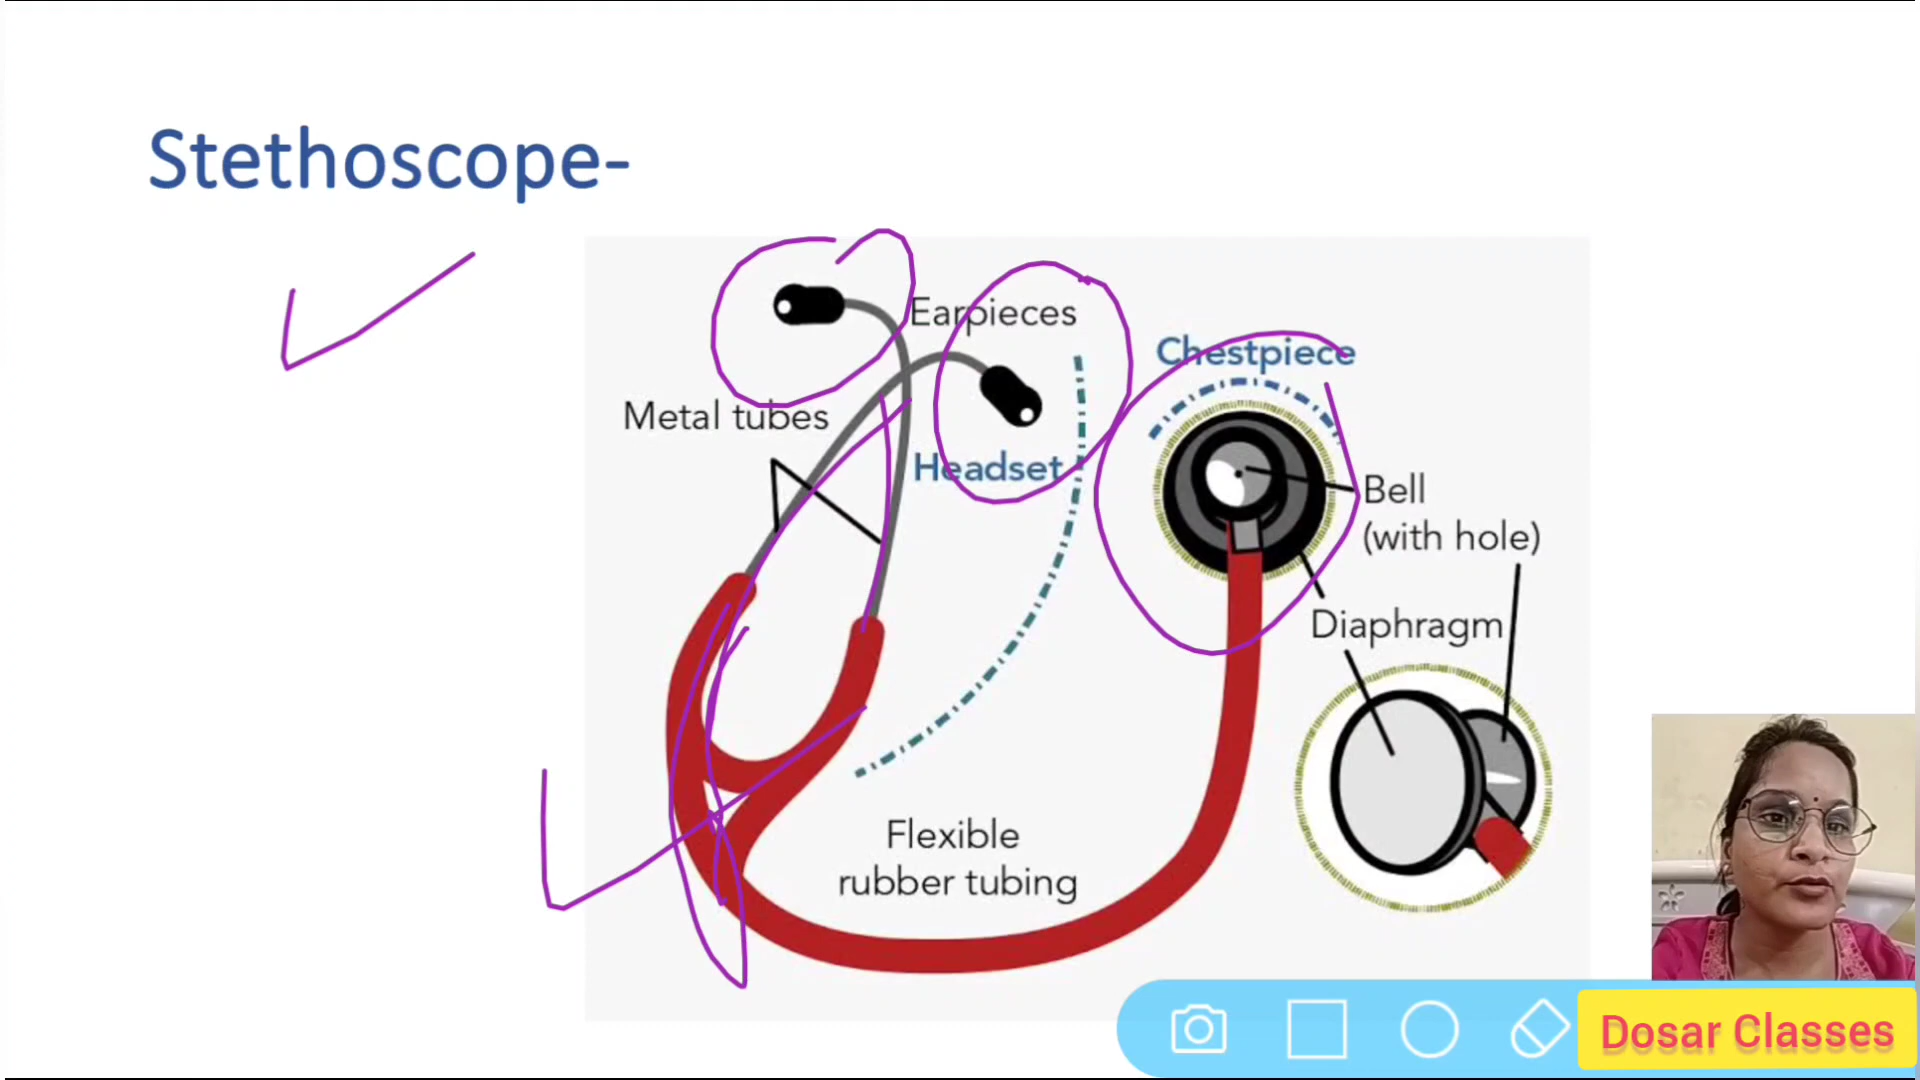 Stethoscope-
Earpieces
Chestpiece
Metal tubes
Headset
Bell
(with hole)
Diaphragm
Flexible
rubber tubing
Dosar Classes